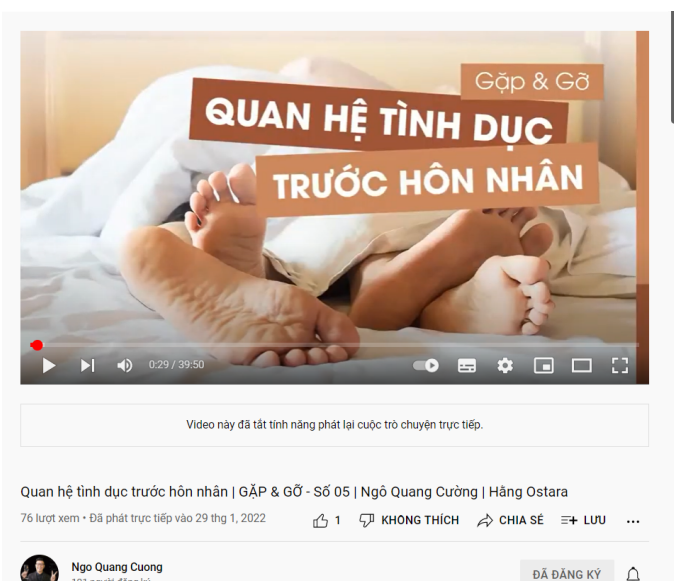 Gặp & Gỡ
QUAN HỆ TÌNH DỤC
TRƯỚC HÔN NHÂN
0:29 / 39:50
Video này đã tắt tính năng phát lại cuộc trò chuyện trực tiếp.
Quan hệ tình dục trước hôn nhân | GẶP & GỠ - Số 05 | Ngô Quang Cường | Hằng Ostara
76 lượt xem • Đã phát trực tiếp vào 29 thg 1, 2022
1 KHÔNG THÍCH CHIA SẺ LƯU
Ngo Quang Cuong
ĐÃ ĐĂNG KÝ
người đăng ký